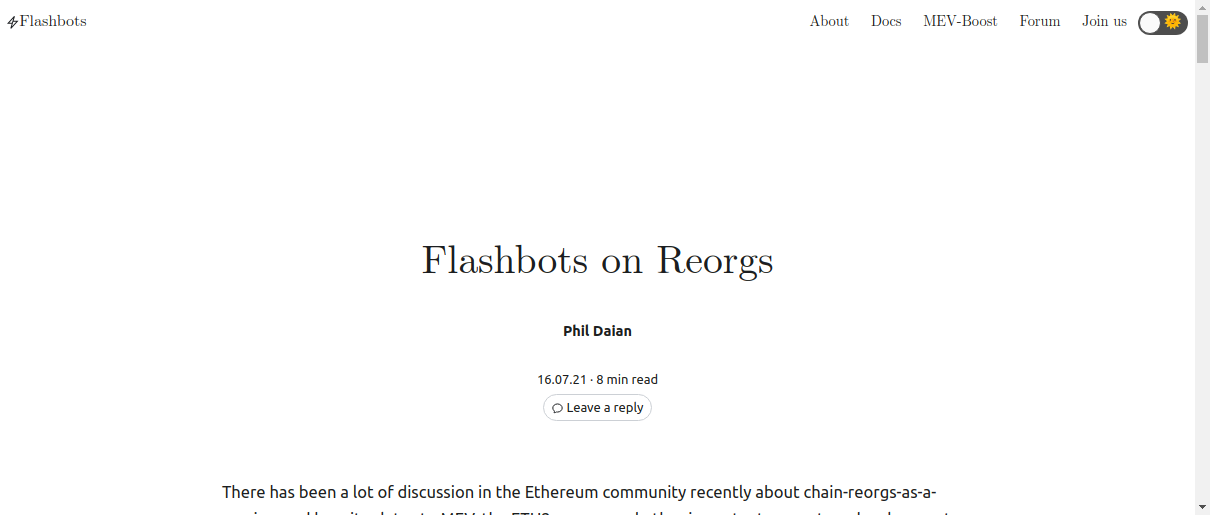 Flashbots
About Docs MEV-Boost Forum Join us
Flashbots on Reorgs
Phil Daian
16.07.21 · 8 min read
Leave a reply
There has been a lot of discussion in the Ethereum community recently about chain-reorgs-as-a-